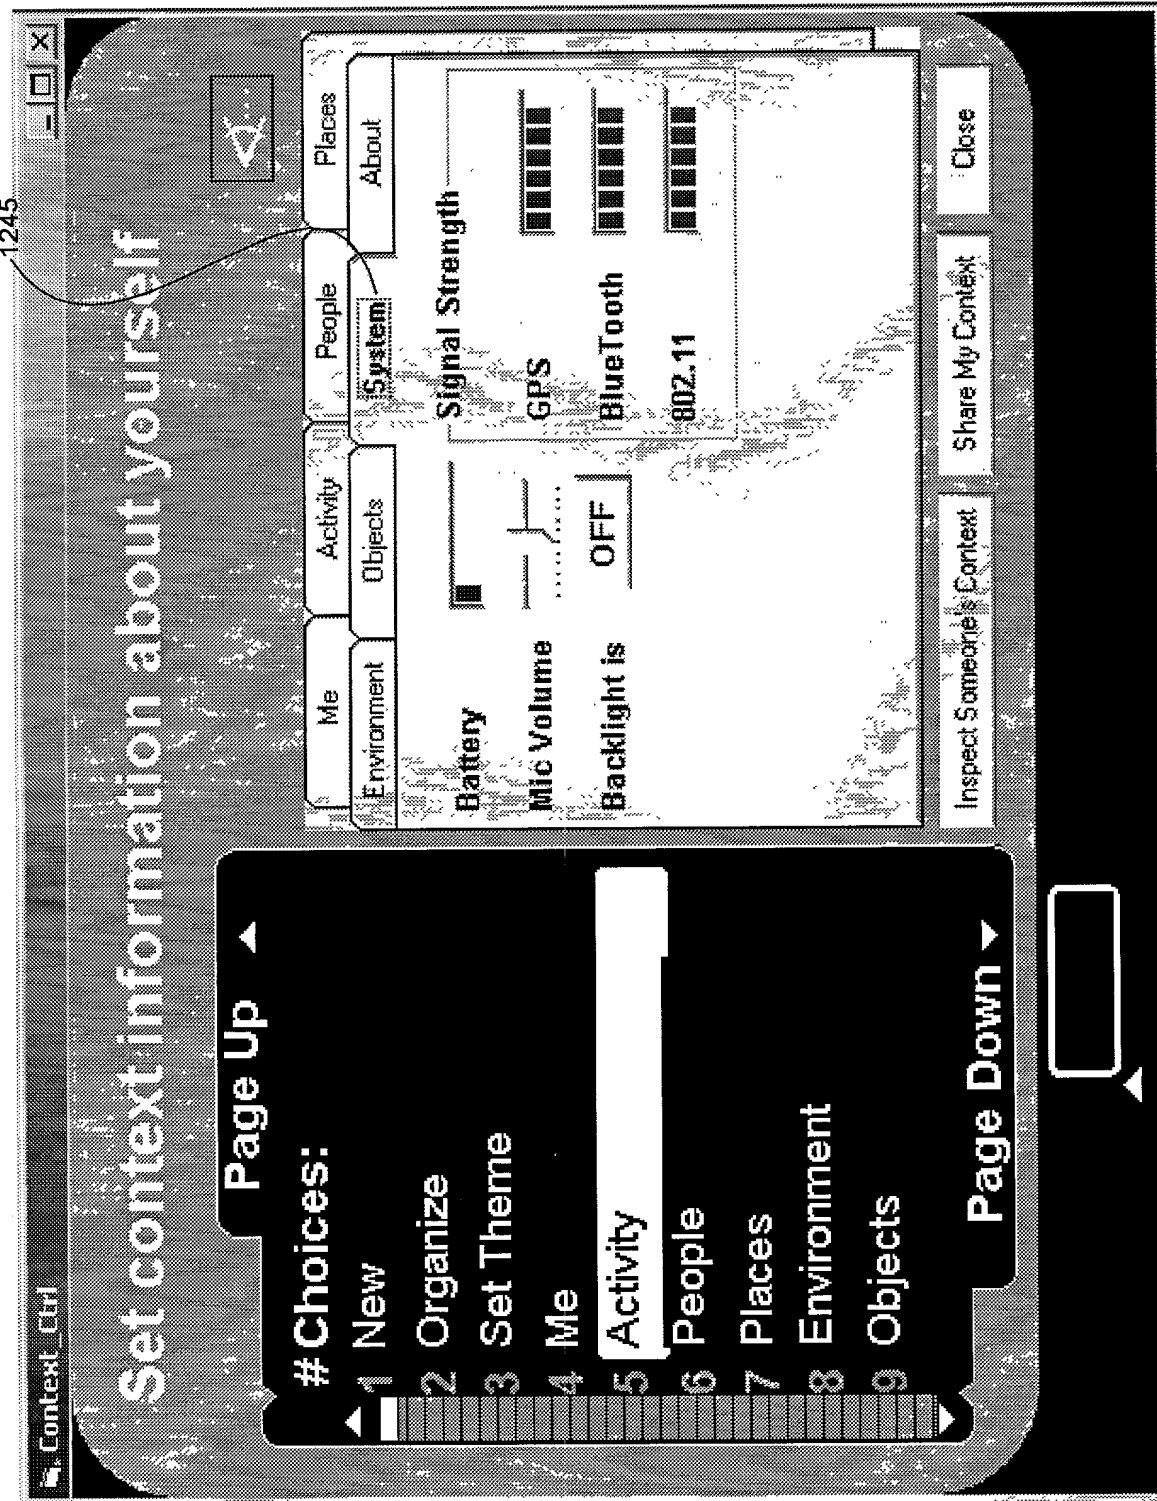 1245
Context_Ctrl
Set context information about yourself
Page Up
# Choices:
1 New
2 Organize
3 Set Theme
4 Me
5 Activity
6 People
7 Places
8 Environment
9 Objects
Page Down
Me Activity People Places
Environment Objects System About
Battery
Mic Volume
Backlight is OFF
Signal Strength
GPS
BlueTooth
802.11
Inspect Someone's Context Share My Context Close